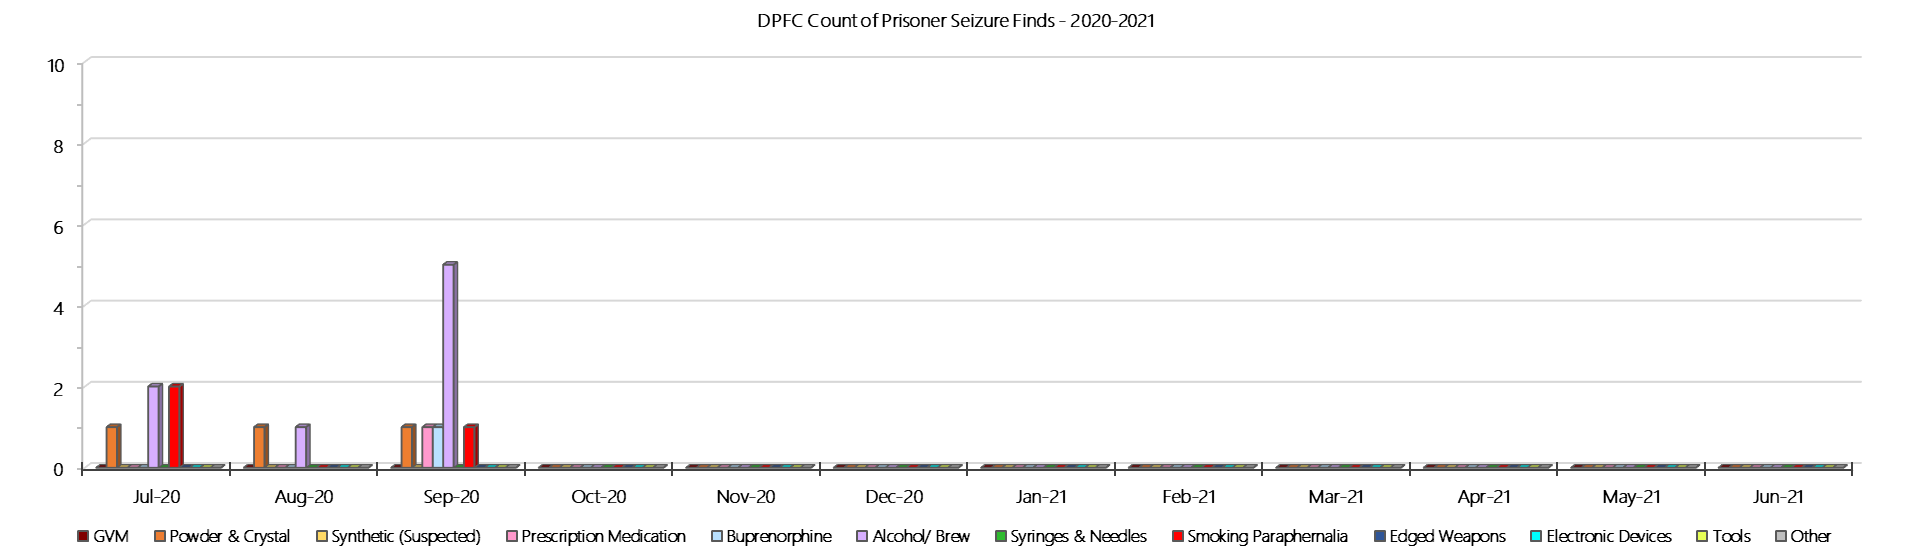 DPFC Count of Prisoner Seizure Finds - 2020-2021
10
8
6
4
2
0
Jul-20 Aug-20 Sep-20 Oct-20 Nov-20 Dec-20 Jan-21 Feb-21 Mar-21 Apr-21 May-21 Jun-21
GVM Powder & Crystal Synthetic (Suspected) Prescription Medication Buprenorphine Alcohol/ Brew Syringes & Needles Smoking Paraphernalia Edged Weapons Electronic Devices Tools Other